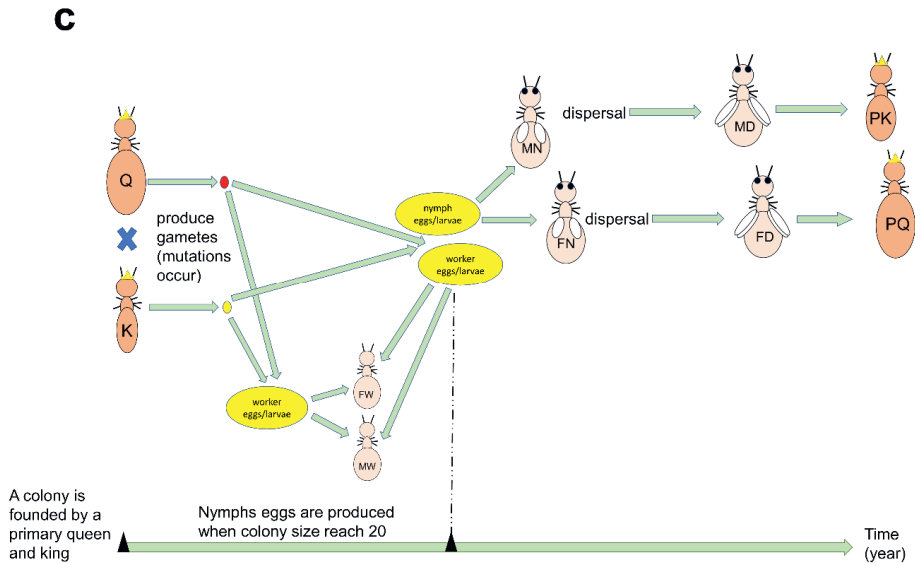 C
MN
dispersal
MD
PK
Q
nymph
eggs/larvae
FN
dispersal
FD
PQ
produce
gametes
(mutations
occur)
worker
eggs/larvae
K
FW
worker
eggs/larvae
MW
A colony is
founded by a
primary queen
and king
Nymphs eggs are produced
when colony size reach 20
Time
(year)